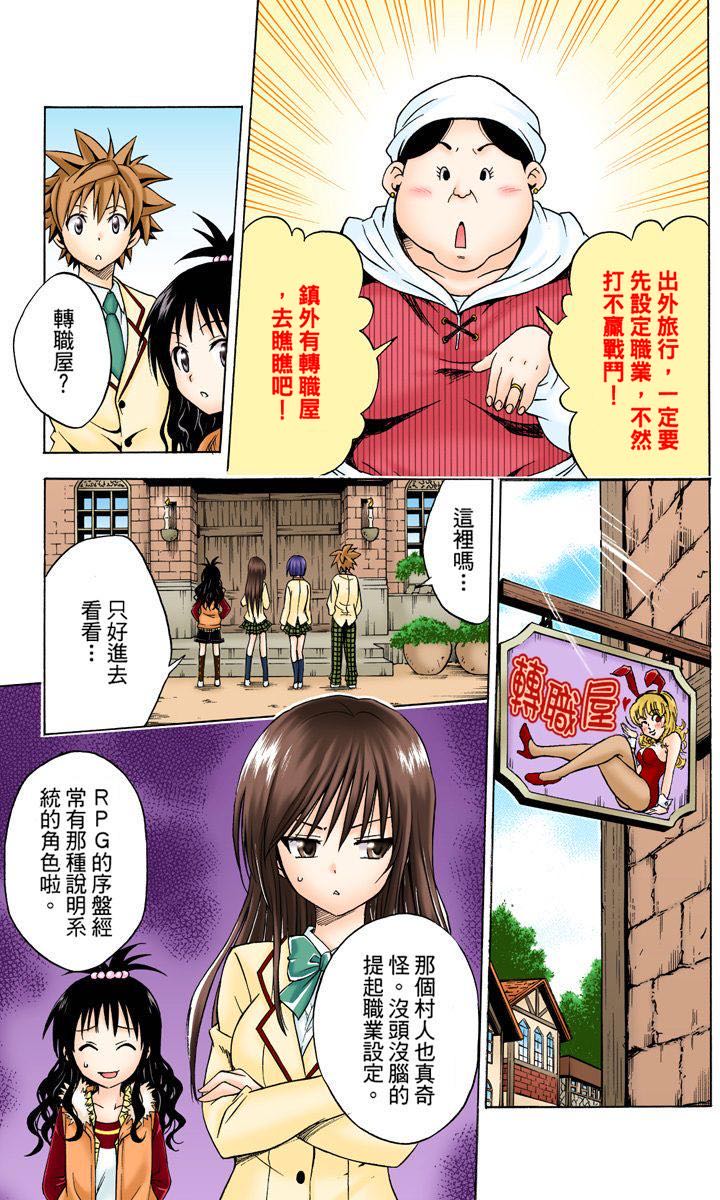 出外旅行，一定要
先設定職業，不然
打不贏戰鬥！
鎮外有轉職屋
，去瞧瞧吧！
轉職屋？
轉職屋
這裡嗎…
只好進去
看看…
那個村人也真奇
怪。沒頭沒腦的
提起職業設定。
RPG的序盤經
常有那種說明系
統的角色啦。